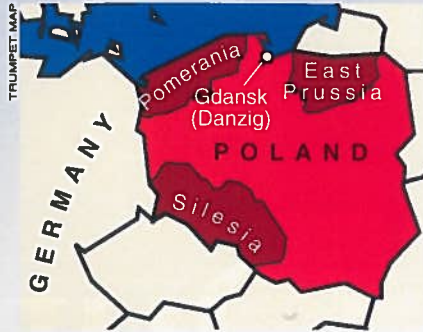 TRUMPET MAP
Pomerania
East
Prussia
Gdansk
(Danzig)
POLAND
Silesia
GERMANY